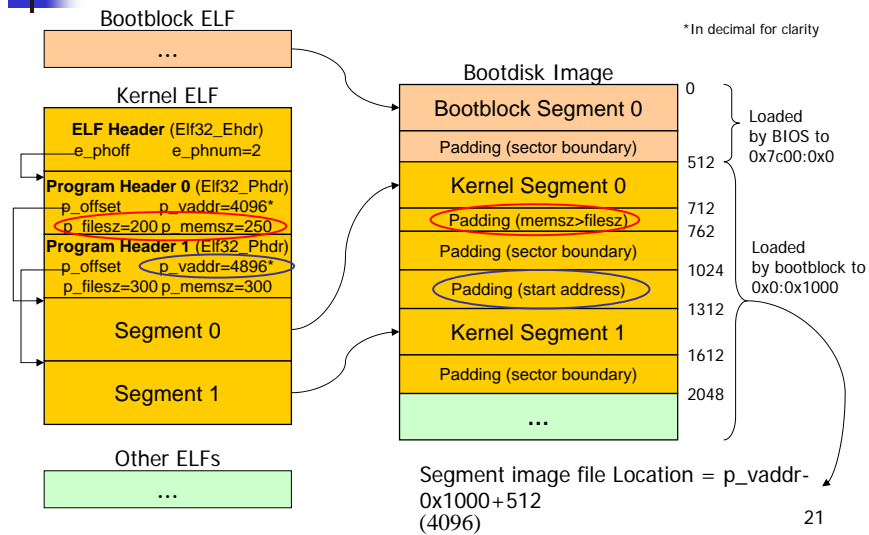 Bootblock ELF
...
*In decimal for clarity
Kernel ELF
ELF Header (Elf32_Ehdr)
e_phoff e_phnum=2
Program Header 0 (Elf32_Phdr)
p_offset p_vaddr=4096*
p_filesz=200 p_memsz=250
Program Header 1 (Elf32_Phdr)
p_offset p_vaddr=4896*
p_filesz=300 p_memsz=300
Segment 0
Segment 1
Other ELFs
...
Bootdisk Image
0
Bootblock Segment 0
Padding (sector boundary)
512
Kernel Segment 0
712
Padding (memsz>filesz)
762
Padding (sector boundary)
1024
Padding (start address)
1312
Kernel Segment 1
1612
Padding (sector boundary)
2048
...
Loaded
by BIOS to
0x7c00:0x0
Loaded
by bootblock to
0x0:0x1000
Segment image file Location = p_vaddr-
0x1000+512
(4096)
21